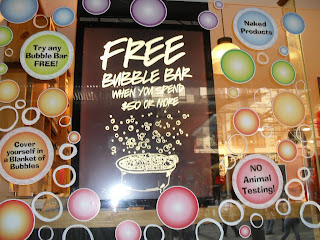 Try any
Bubble Bar
FREE!
FREE
BUBBLE BAR
WHEN YOU SPEND
$50 OR MORE
Naked
Products
Cover
yourself in
a Blanket of
Bubbles
NO
Animal
Testing!